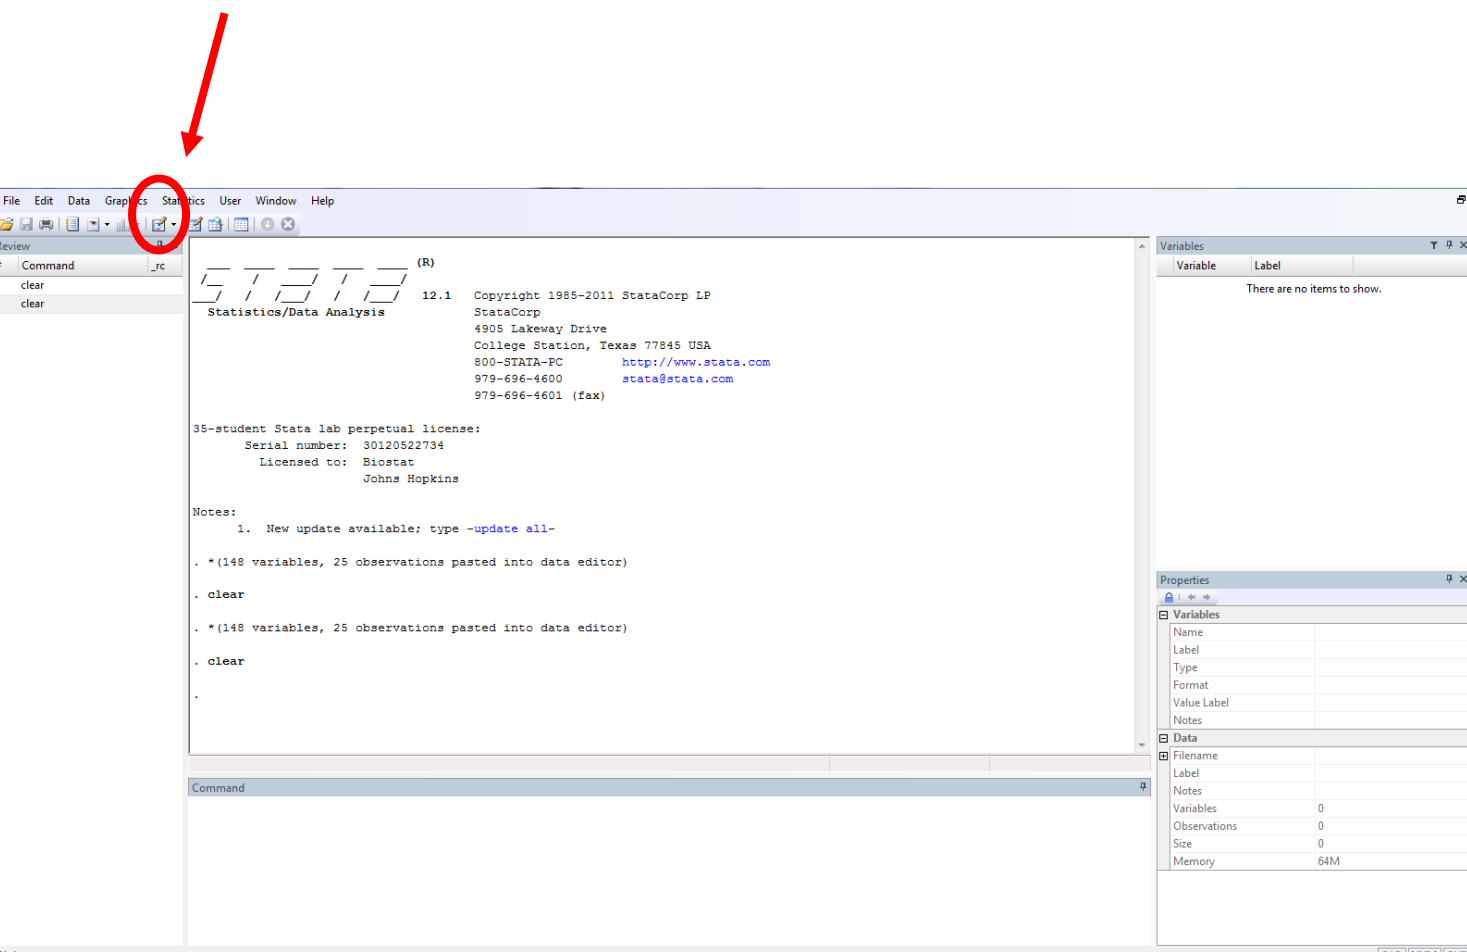 File Edit Data Graphics Statistics User Window Help
Review
Command _rc
clear
clear
(R)
Stata
12.1 Copyright 1985-2011 StataCorp LP
Statistics/Data Analysis StataCorp
4905 Lakeway Drive
College Station, Texas 77845 USA
800-STATA-PC http://www.stata.com
979-696-4600 stata@stata.com
979-696-4601 (fax)
35-student Stata lab perpetual license:
Serial number: 30120522734
Licensed to: Biostat
Johns Hopkins
Notes:
1. New update available; type -update all-
. *(148 variables, 25 observations pasted into data editor)
. clear
. *(148 variables, 25 observations pasted into data editor)
. clear
.
Command
Variables
Variable Label
There are no items to show.
Properties
Variables
Name
Label
Type
Format
Value Label
Notes
Data
Filename
Label
Notes
Variables 0
Observations 0
Size 0
Memory 64M